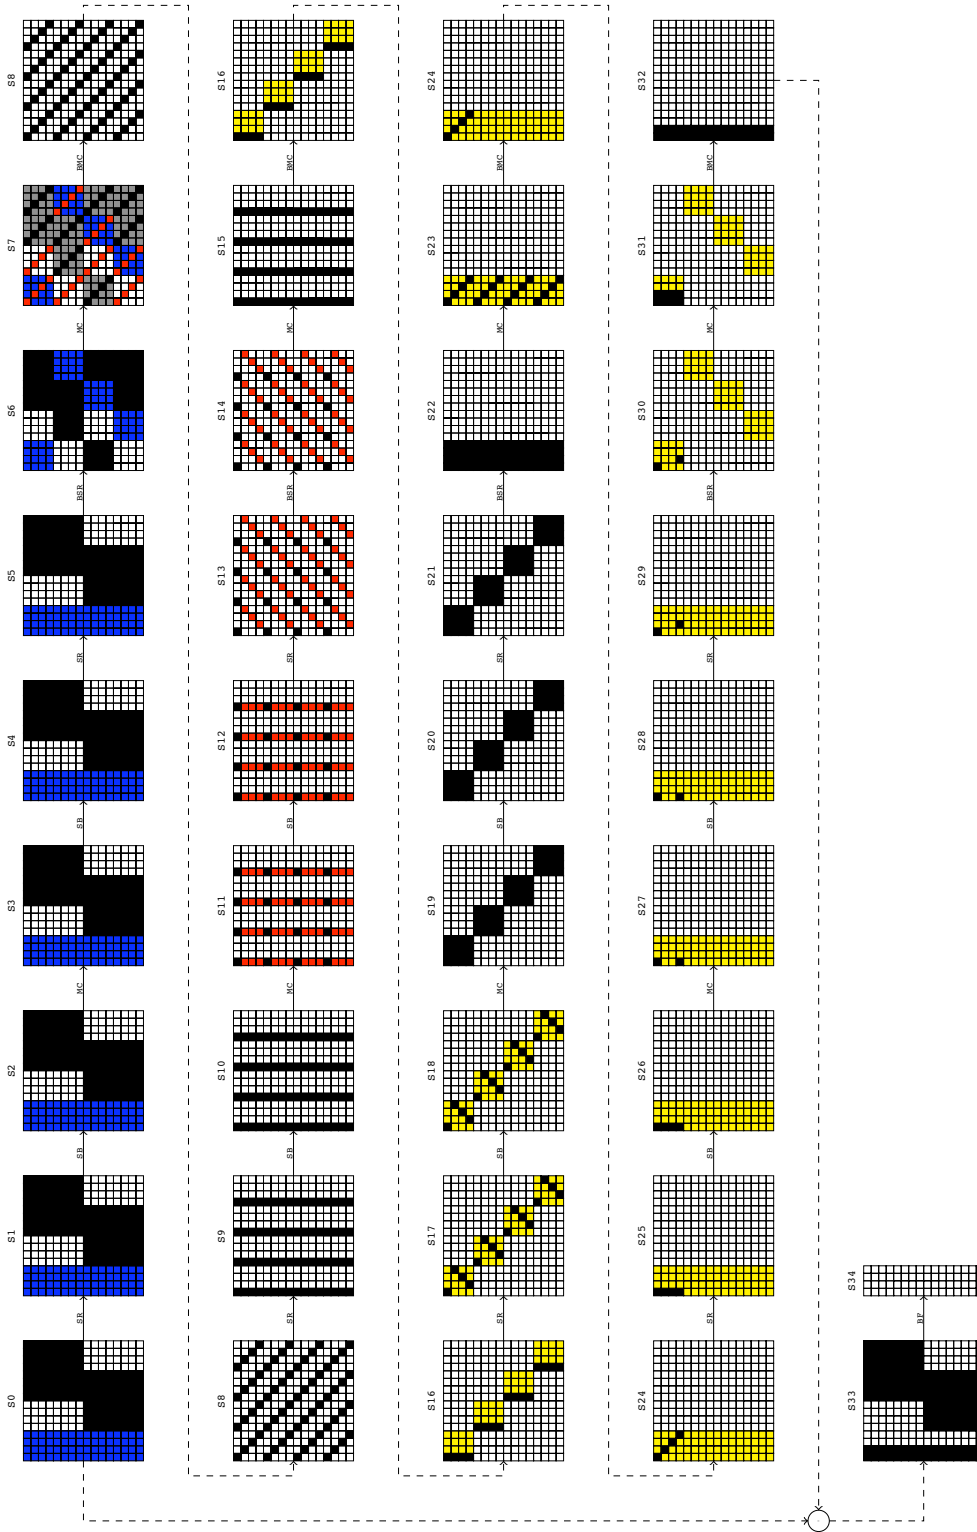 S0 S1 S2 S3 S4 S5 S6 S7 S8
SR SB MC SB SR BSR MC BMC
S8 S9 S10 S11 S12 S13 S14 S15 S16
SR SB MC SB SR BSR MC BMC
S16 S17 S18 S19 S20 S21 S22 S23 S24
SR SB MC SB SR BSR MC BMC
S24 S25 S26 S27 S28 S29 S30 S31 S32
SR SB MC SB SR BSR MC BMC
S33 S34
BF